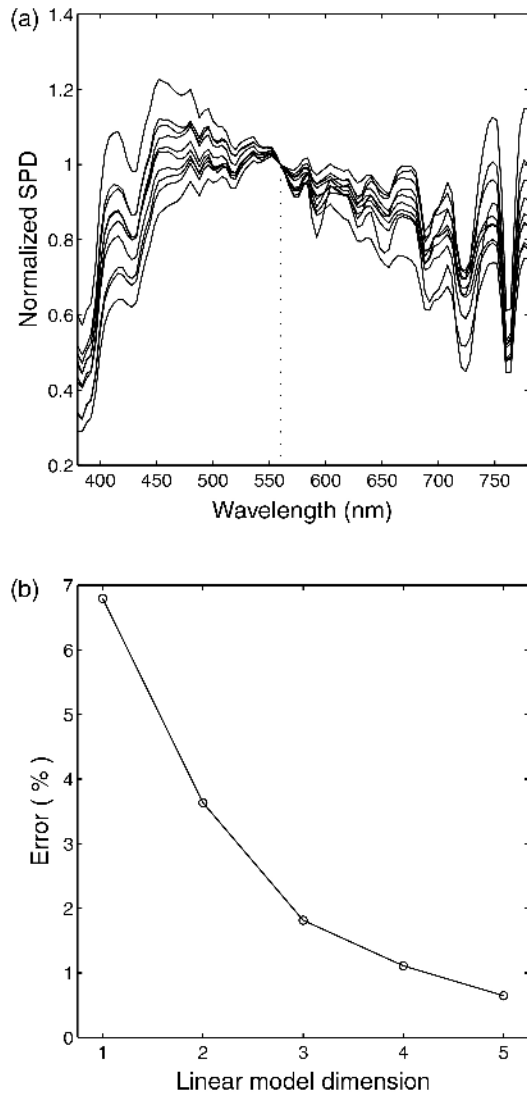 (a)
1.4
1.2
1
0.8
0.6
0.4
0.2
Normalized SPD
400 450 500 550 600 650 700 750
Wavelength (nm)
(b)
7
6
5
4
3
2
1
0
Error ( %)
1 2 3 4 5
Linear model dimension